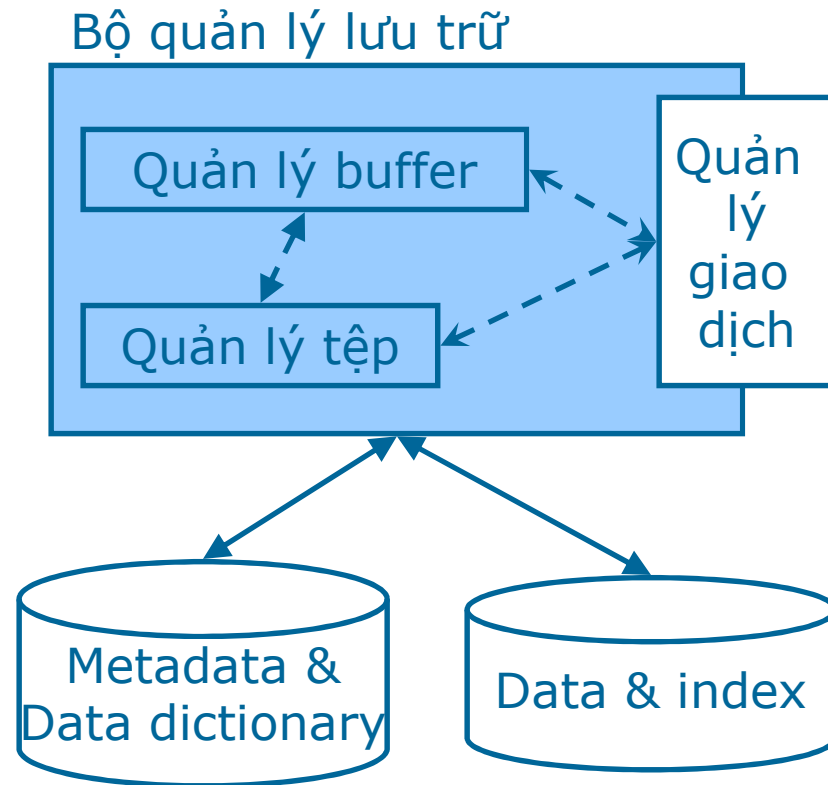 Bộ quản lý lưu trữ
Quản lý buffer
Quản lý tệp
Quản
lý
giao
dịch
Metadata &
Data dictionary
Data & index